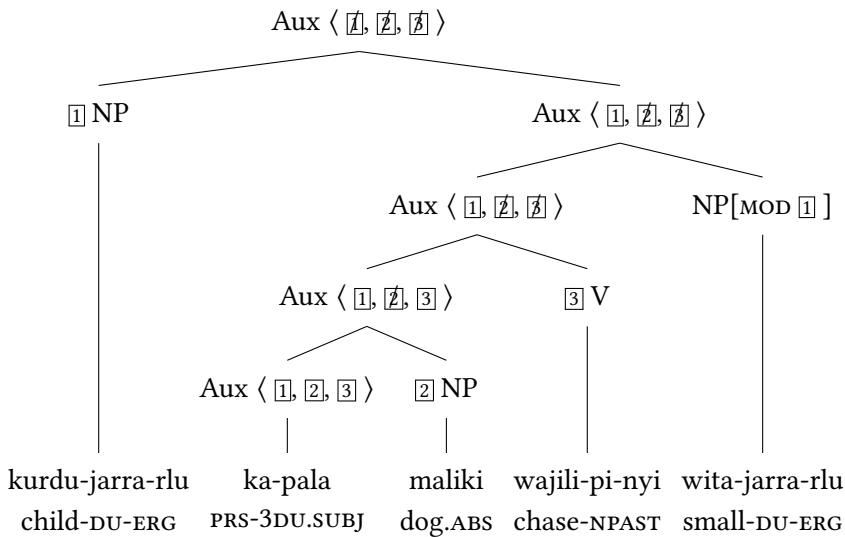 Aux ⟨ 1̸, 2̸, 3̸ ⟩
1 NP Aux ⟨ 1, 2̸, 3̸ ⟩
Aux ⟨ 1, 2̸, 3̸ ⟩ NP[MOD 1 ]
Aux ⟨ 1, 2̸, 3 ⟩ 3 V
Aux ⟨ 1, 2, 3 ⟩ 2 NP
kurdu-jarra-rlu ka-pala maliki wajili-pi-nyi wita-jarra-rlu
child-DU-ERG PRS-3DU.SUBJ dog.ABS chase-NPAST small-DU-ERG